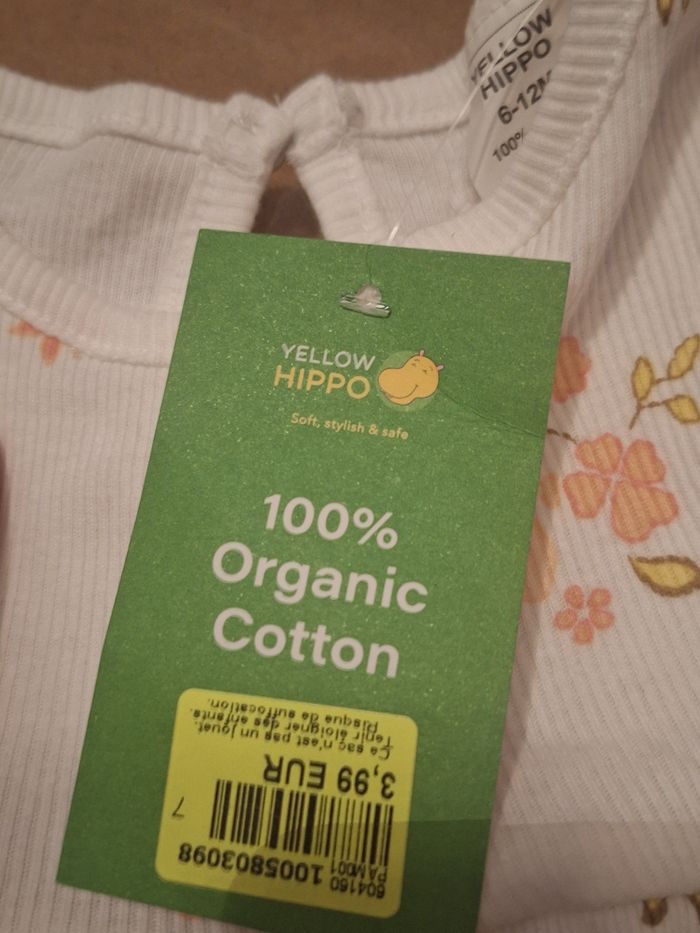 YELLOW
HIPPO
6-12M
100%
YELLOW
HIPPO
Soft, stylish & safe
100%
Organic
Cotton
604160
PAM001
1005803098
7
3,99 EUR
Ce sac n'est pas un jouet.
Tenir éloigner des enfants.
Risque de suffocation.